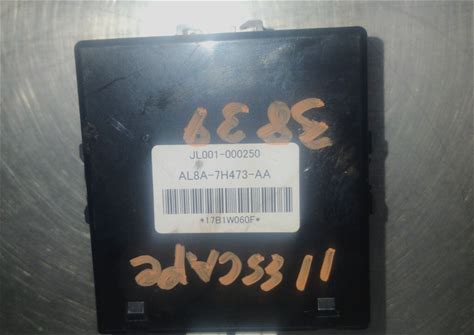 3839
JL001-000250
AL8A-7H473-AA
*17B1W060F*
11 ESCAPE